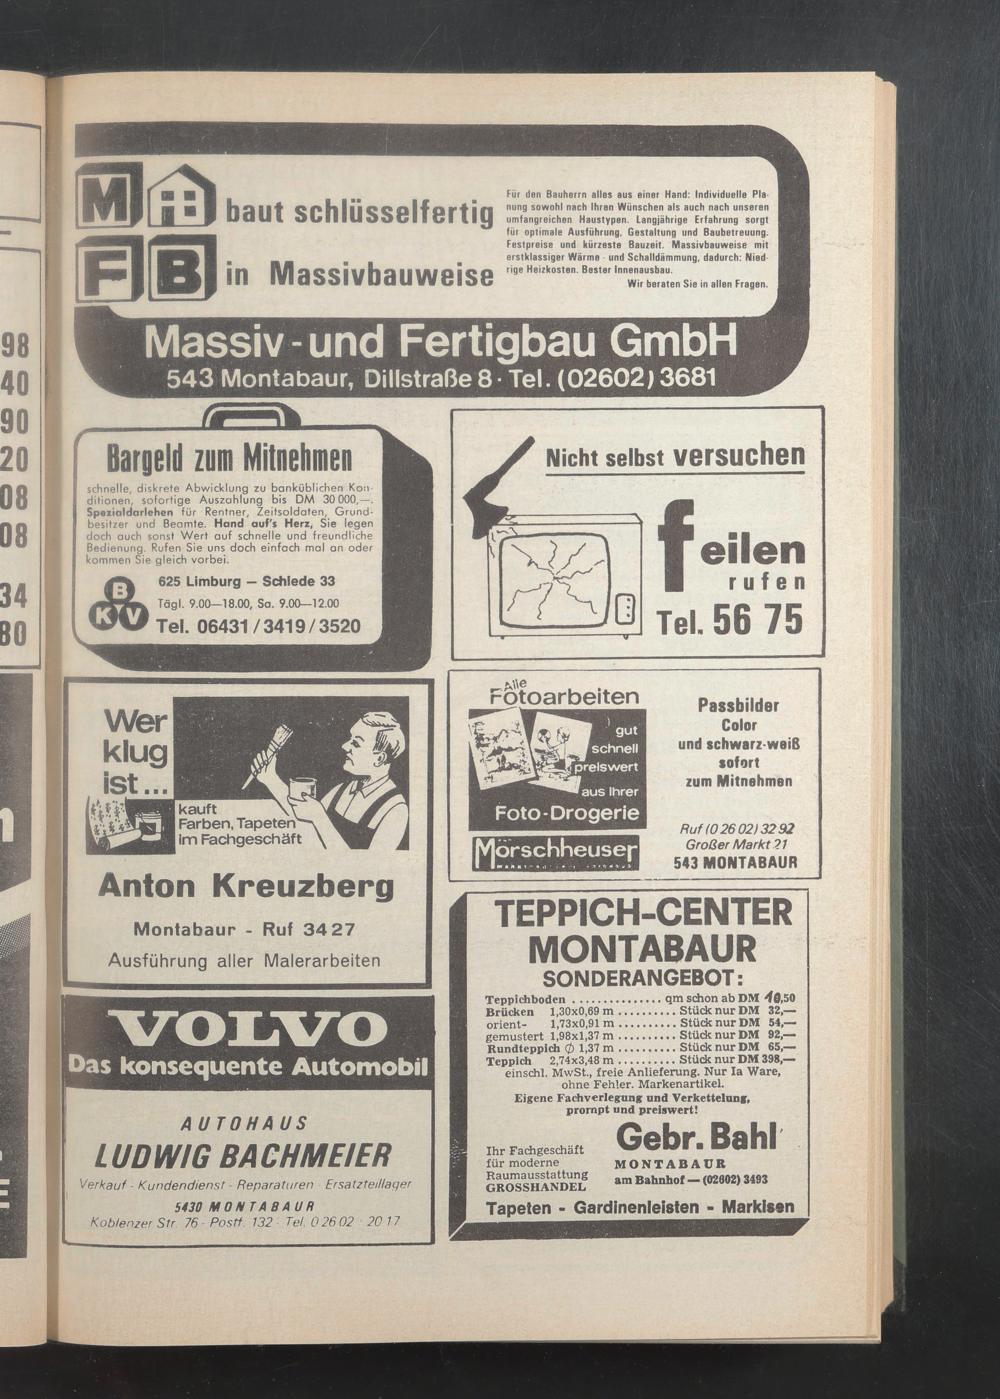 98
40
90
20
08
08
34
80
M
F B
baut schlüsselfertig
in Massivbauweise
Für den Bauherrn alles aus einer Hand: Individuelle Pla-
nung sowohl nach Ihren Wünschen als auch nach unseren
umfangreichen Haustypen. Langjährige Erfahrung sorgt
für optimale Ausführung, Gestaltung und Baubetreuung.
Festpreise und kürzeste Bauzeit. Massivbauweise mit
erstklassiger Wärme- und Schalldämmung, dadurch: Nied-
rige Heizkosten. Bester Innenausbau.
Wir beraten Sie in allen Fragen.
Massiv-und Fertigbau GmbH
543 Montabaur, Dillstraße 8 · Tel. (02602) 3681
Bargeld zum Mitnehmen
schnelle, diskrete Abwicklung zu banküblichen Kon-
ditionen, sofortige Auszahlung bis DM 30 000,—.
Spezialdarlehen für Rentner, Zeitsoldaten, Grund-
besitzer und Beamte. Hand auf's Herz, Sie legen
doch auch sonst Wert auf schnelle und freundliche
Bedienung. Rufen Sie uns doch einfach mal an oder
kommen Sie gleich vorbei.
B
K V
625 Limburg — Schlede 33
Tägl. 9.00—18.00, Sa. 9.00—12.00
Tel. 06431/3419/3520
Nicht selbst versuchen
feilen
rufen
Tel. 56 75
Wer
klug
ist...
kauft
Farben, Tapeten
im Fachgeschäft
Anton Kreuzberg
Montabaur - Ruf 3427
Ausführung aller Malerarbeiten
Alle
Fotoarbeiten
gut
schnell
preiswert
aus Ihrer
Foto-Drogerie
Mörschheuser
Passbilder
Color
und schwarz-weiß
sofort
zum Mitnehmen
Ruf (0 26 02) 32 92
Großer Markt 21
543 MONTABAUR
VOLVO
Das konsequente Automobil
AUTOHAUS
LUDWIG BACHMEIER
Verkauf - Kundendienst - Reparaturen - Ersatzteillager
5430 MONTABAUR
Koblenzer Str. 76 - Postf. 132 - Tel. 0 26 02 · 20 17
TEPPICH-CENTER
MONTABAUR
SONDERANGEBOT:
Teppichboden ............... qm schon ab DM 10,50
Brücken 1,30x0,69 m .......... Stück nur DM 32,—
orient- 1,73x0,91 m .......... Stück nur DM 54,—
gemustert 1,98x1,37 m .......... Stück nur DM 92,—
Rundteppich ∅ 1,37 m .......... Stück nur DM 65,—
Teppich 2,74x3,48 m .......... Stück nur DM 398,—
einschl. MwSt., freie Anlieferung. Nur Ia Ware,
ohne Fehler. Markenartikel.
Eigene Fachverlegung und Verkettelung,
prompt und preiswert!
Ihr Fachgeschäft
für moderne
Raumausstattung
GROSSHANDEL
Gebr. Bahl
MONTABAUR
am Bahnhof — (02602) 3493
Tapeten - Gardinenleisten - Markisen